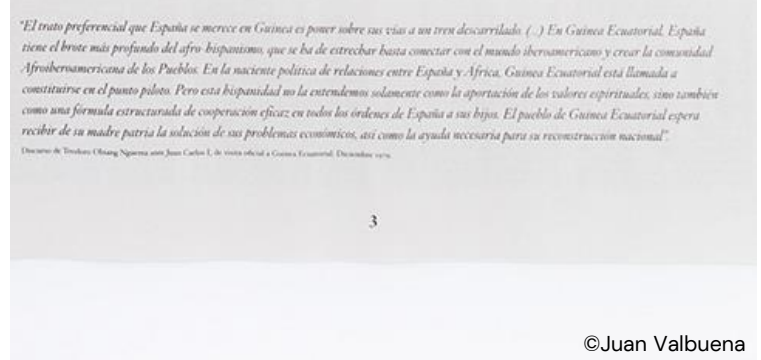 "El trato preferencial que España se merece en Guinea es poner sobre sus vías a un tren descarrilado. (...) En Guinea Ecuatorial, España
tiene el brote más profundo del afro-hispanismo, que se ha de estrechar hasta conectar con el mundo iberoamericano y crear la comunidad
Afroiberoamericana de los Pueblos. En la naciente política de relaciones entre España y África, Guinea Ecuatorial está llamada a
constituirse en el punto piloto. Pero esta hispanidad no la entendemos solamente como la aportación de los valores espirituales, sino también
como una fórmula estructurada de cooperación eficaz en todos los órdenes de España a sus hijos. El pueblo de Guinea Ecuatorial espera
recibir de su madre patria la solución de sus problemas económicos, así como la ayuda necesaria para su reconstrucción nacional".
Discurso de Teodoro Obiang Nguema ante Juan Carlos I, de visita oficial a Guinea Ecuatorial. Diciembre 1979.
3
©Juan Valbuena